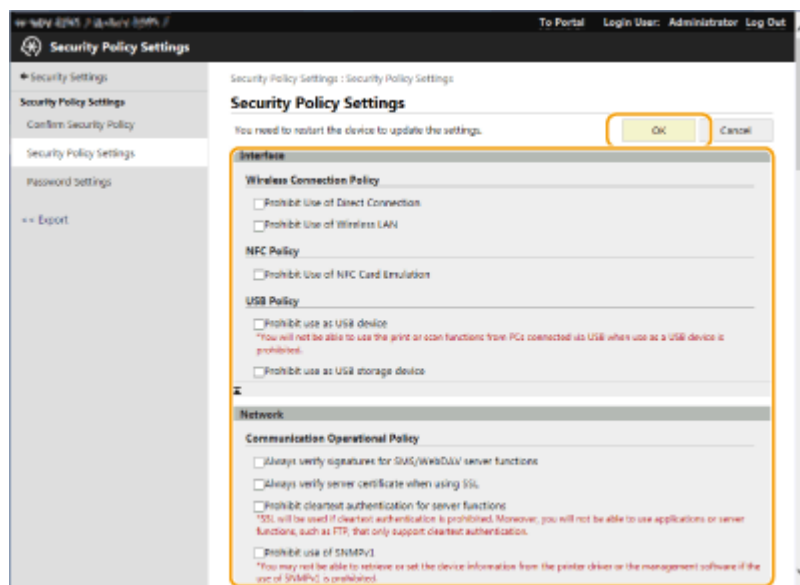 To Portal Login User: Administrator Log Out
Security Policy Settings
Security Settings
Security Policy Settings
Confirm Security Policy
Security Policy Settings
Password Settings
<< Export
Security Policy Settings : Security Policy Settings
Security Policy Settings
You need to restart the device to update the settings.
OK
Cancel
Interface
Wireless Connection Policy
Prohibit Use of Direct Connection
Prohibit Use of Wireless LAN
NFC Policy
Prohibit Use of NFC Card Emulation
USB Policy
Prohibit use as USB device
*You will not be able to use the print or scan functions from PCs connected via USB when use as a USB device is
prohibited.
Prohibit use as USB storage device
Network
Communication Operational Policy
Always verify signatures for SMS/WebDAV server functions
Always verify server certificate when using SSL
Prohibit cleartext authentication for server functions
*SSL will be used if cleartext authentication is prohibited. Moreover, you will not be able to use applications or server
functions, such as FTP, that only support cleartext authentication.
Prohibit use of SNMPv1
*You may not be able to retrieve or set the device information from the printer driver or the management software if the
use of SNMPv1 is prohibited.